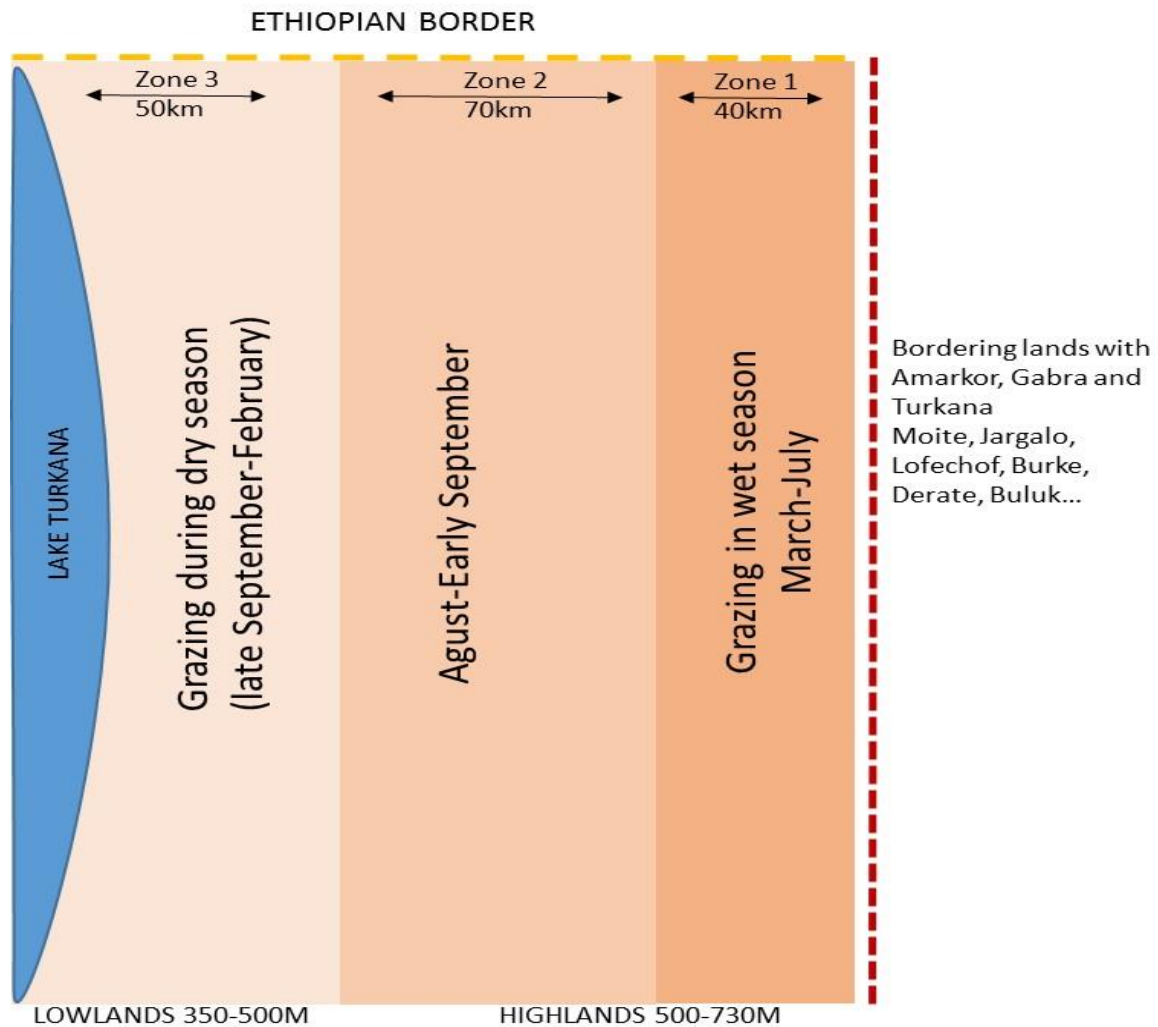 ETHIOPIAN BORDER
Zone 3
50km
Zone 2
70km
Zone 1
40km
LAKE TURKANA
Grazing during dry season
(late September-February)
Agust-Early September
Grazing in wet season
March-July
Bordering lands with
Amarkor, Gabra and
Turkana
Moite, Jargalo,
Lofechof, Burke,
Derate, Buluk...
LOWLANDS 350-500M
HIGHLANDS 500-730M